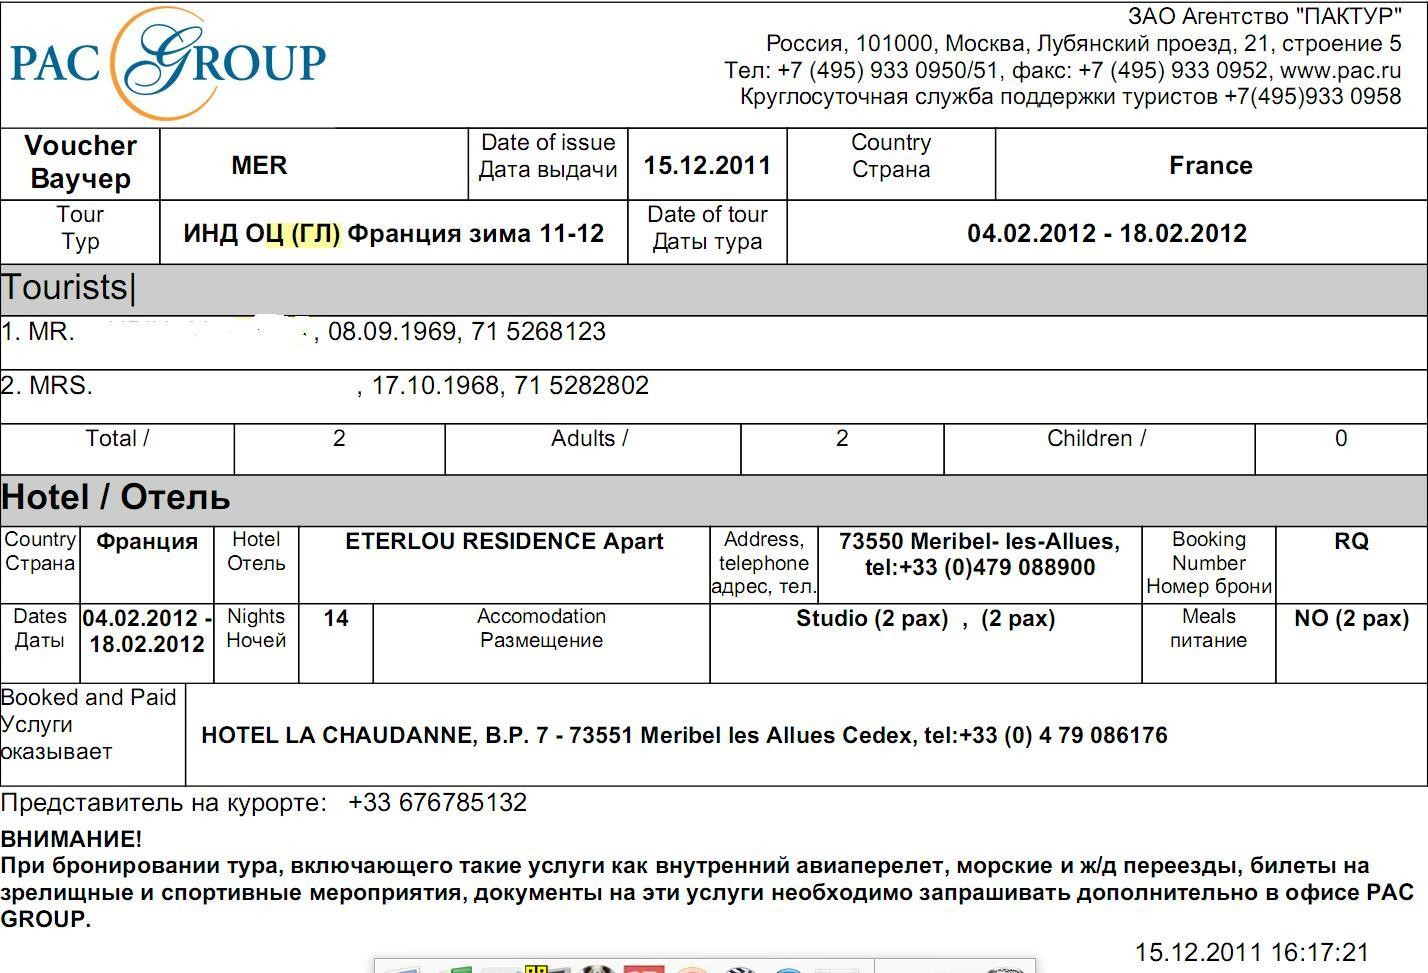 PAC GROUP
ЗАО Агентство "ПАКТУР"
Россия, 101000, Москва, Лубянский проезд, 21, строение 5
Тел: +7 (495) 933 0950/51, факс: +7 (495) 933 0952, www.pac.ru
Круглосуточная служба поддержки туристов +7(495)933 0958
Voucher
Ваучер
MER
Date of issue
Дата выдачи
15.12.2011
Country
Страна
France
Tour
Тур
ИНД ОЦ (ГЛ) Франция зима 11-12
Date of tour
Даты тура
04.02.2012 - 18.02.2012
Tourists|
1. MR. , 08.09.1969, 71 5268123
2. MRS. , 17.10.1968, 71 5282802
Total /
2
Adults /
2
Children /
0
Hotel / Отель
Country
Страна
Франция
Hotel
Отель
ETERLOU RESIDENCE Apart
Address,
telephone
адрес, тел.
73550 Meribel- les-Allues,
tel:+33 (0)479 088900
Booking
Number
Номер брони
RQ
Dates
Даты
04.02.2012 -
18.02.2012
Nights
Ночей
14
Accomodation
Размещение
Studio (2 pax) , (2 pax)
Meals
питание
NO (2 pax)
Booked and Paid
Услуги
оказывает
HOTEL LA CHAUDANNE, B.P. 7 - 73551 Meribel les Allues Cedex, tel:+33 (0) 4 79 086176
Представитель на курорте: +33 676785132
ВНИМАНИЕ!
При бронировании тура, включающего такие услуги как внутренний авиаперелет, морские и ж/д переезды, билеты на
зрелищные и спортивные мероприятия, документы на эти услуги необходимо запрашивать дополнительно в офисе PAC
GROUP.
15.12.2011 16:17:21